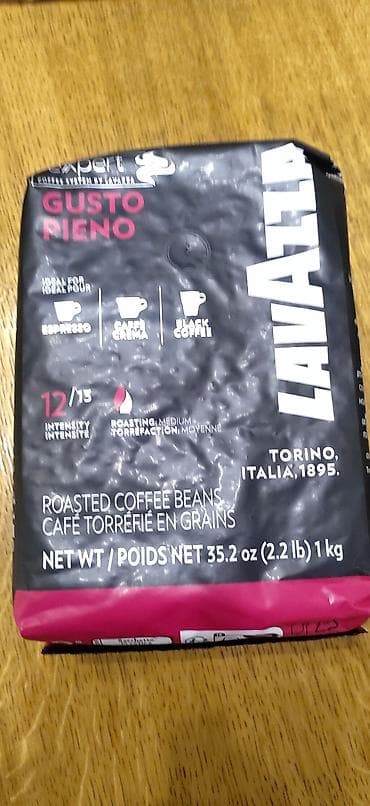 expert
GUSTO
PIENO
LAVAZZA
IDEAL FOR
IDÉAL POUR
ESPRESSO
CAFFÈ
CREMA
BLACK
COFFEE
12/13
INTENSITY
INTENSITÉ
ROASTING: MEDIUM
TORRÉFACTION: MOYENNE
TORINO,
ITALIA, 1895.
ROASTED COFFEE BEANS
CAFÉ TORRÉFIÉ EN GRAINS
NET WT / POIDS NET 35.2 oz (2.2 lb) 1 kg